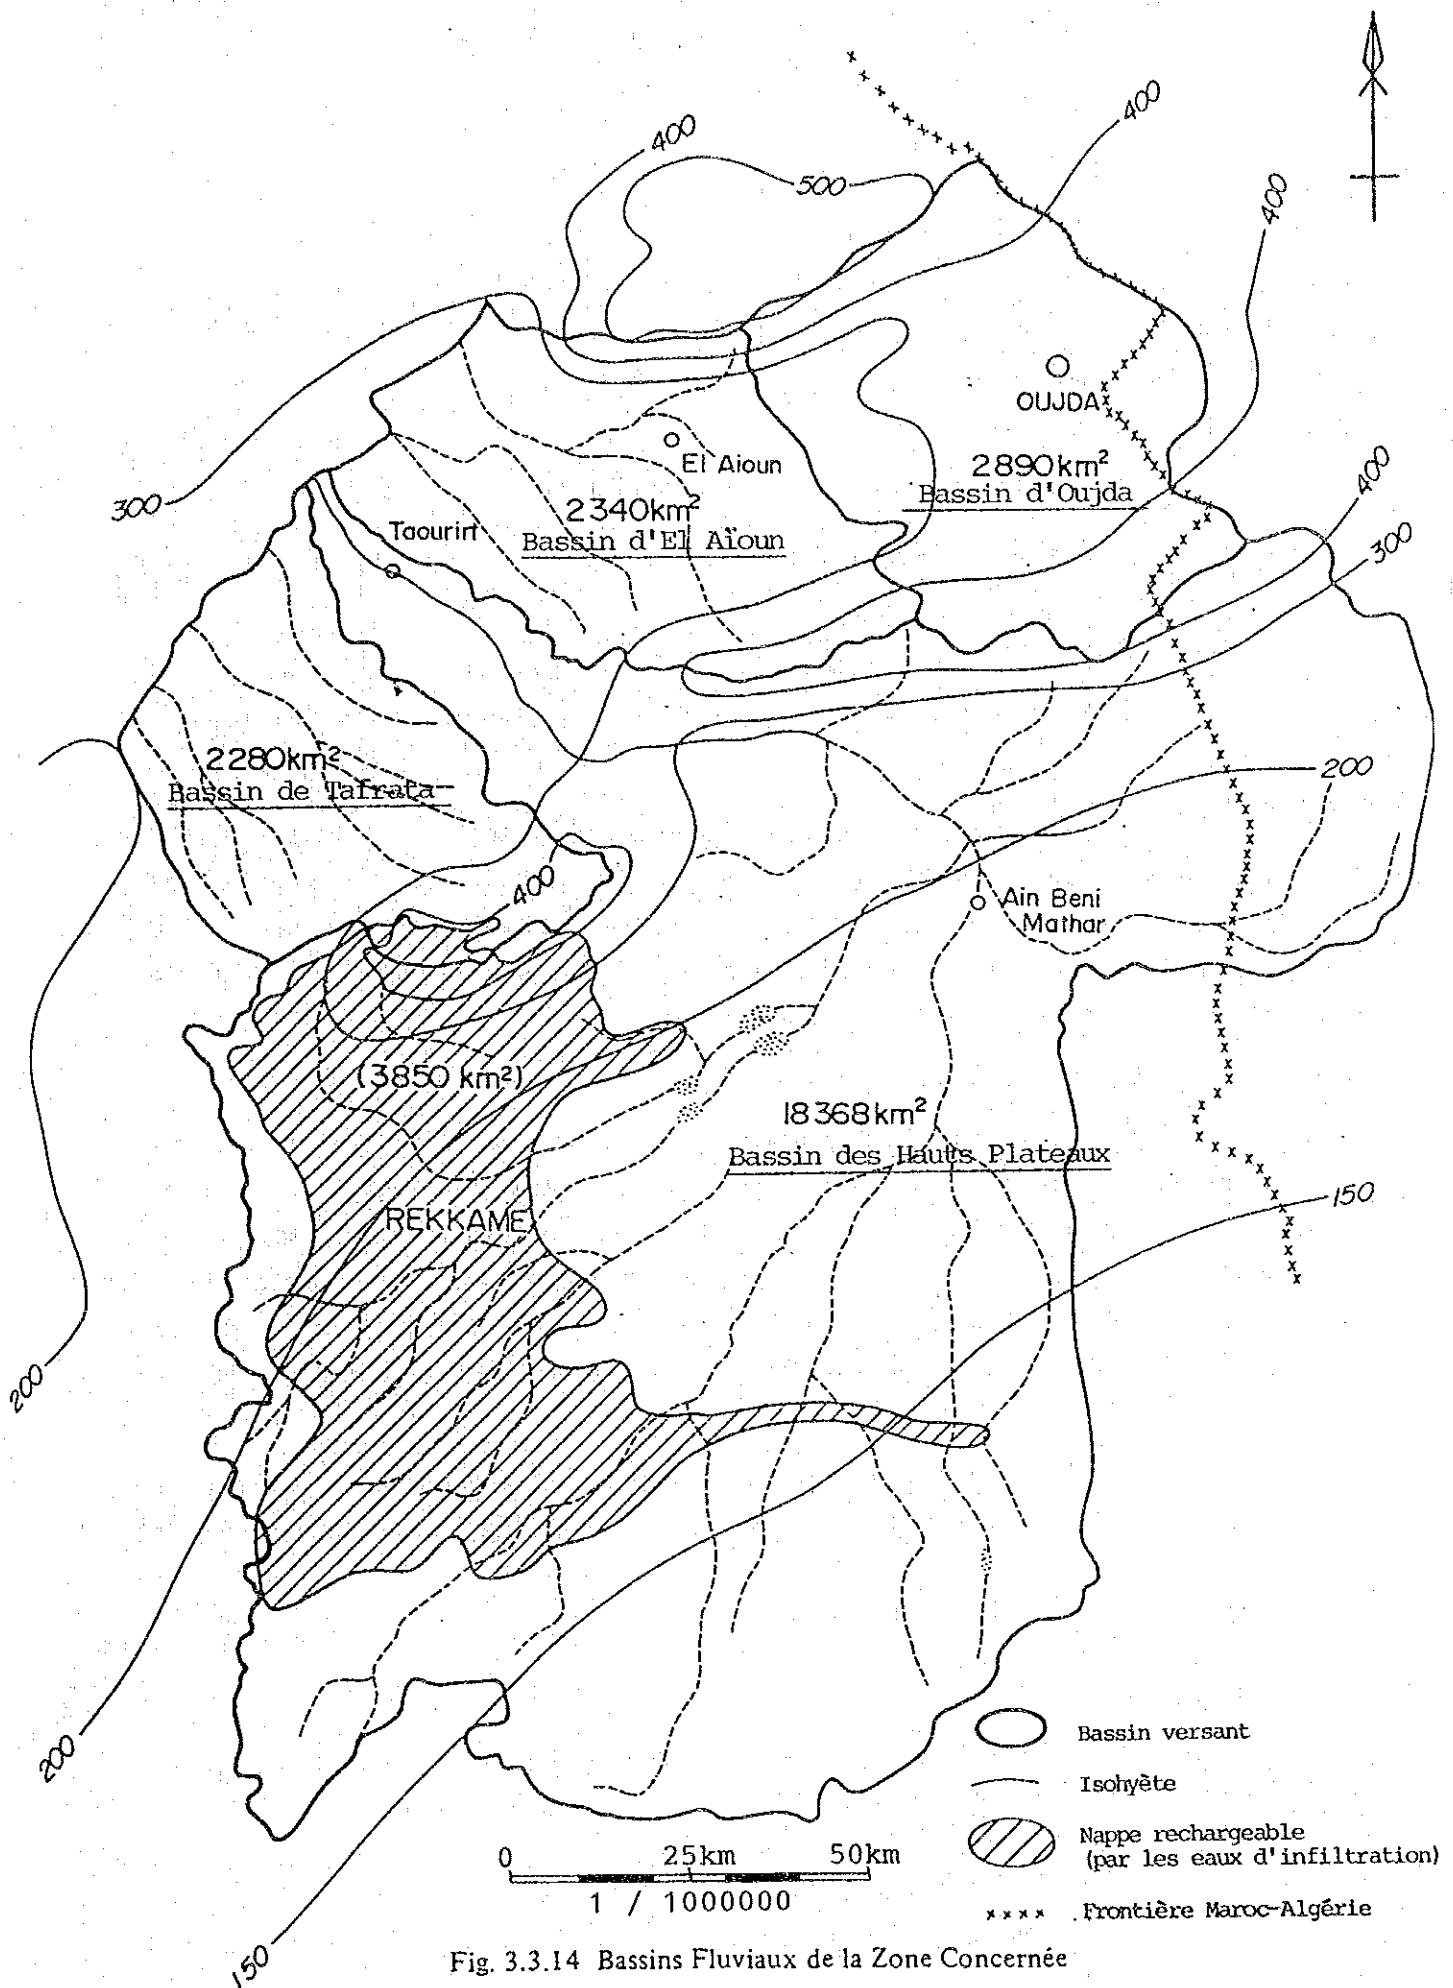 400
400
500
400
OUJDA
El Aioun
2890km²
Bassin d'Oujda
400
300
2340km²
Bassin d'El Aïoun
Taourirt
300
2280km²
Bassin de Tafrata
200
400
Ain Beni
Mathar
(3850 km²)
18368km²
Bassin des Hauts Plateaux
150
REKKAME
200
200
150
Bassin versant
Isohyète
Nappe rechargeable
(par les eaux d'infiltration)
Frontière Maroc-Algérie
0 25km 50km
1 / 1000000
Fig. 3.3.14 Bassins Fluviaux de la Zone Concernée